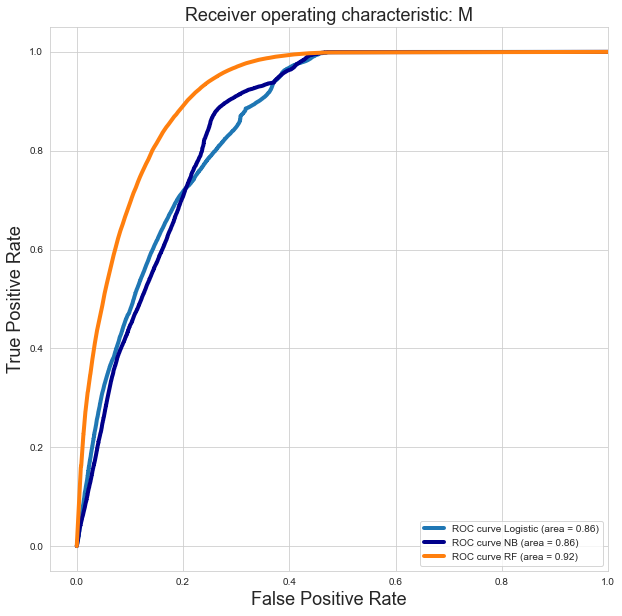 Receiver operating characteristic: M
True Positive Rate
1.0
0.8
0.6
0.4
0.2
0.0
ROC curve Logistic (area = 0.86)
ROC curve NB (area = 0.86)
ROC curve RF (area = 0.92)
0.0 0.2 0.4 0.6 0.8 1.0
False Positive Rate